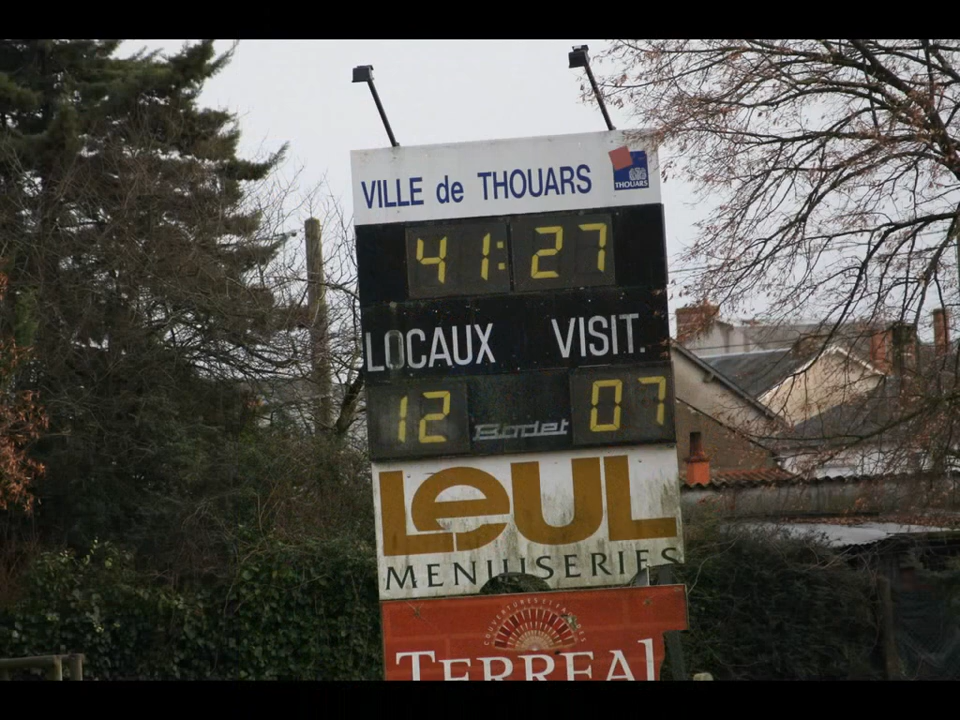 VILLE de THOUARS
THOUARS
41:27
LOCAUX VISIT.
12 Bodet 07
LEUL
MENUISERIES
TERREAL